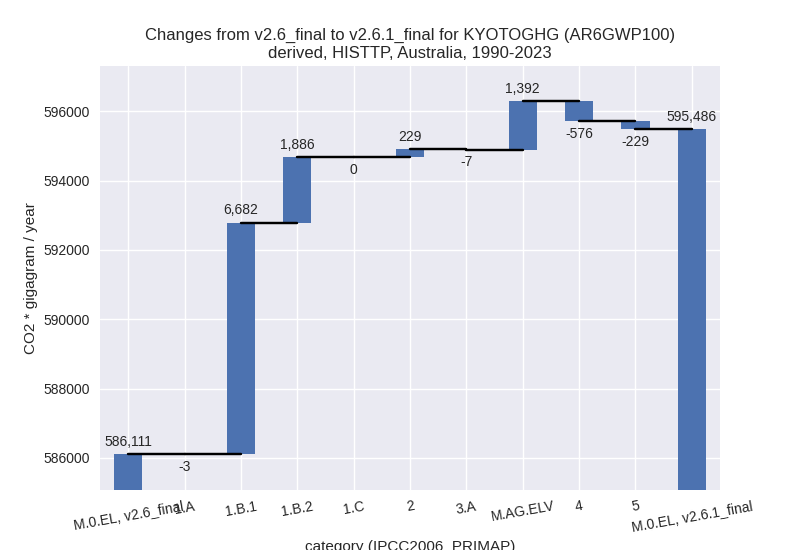 Changes from v2.6_final to v2.6.1_final for KYOTOGHG (AR6GWP100)
derived, HISTTP, Australia, 1990-2023
CO2 * gigagram / year
596000
594000
592000
590000
588000
586000
586,111
-3
6,682
1,886
0
229
-7
1,392
-576
-229
595,486
M.0.EL, v2.6_final
1.A
1.B.1
1.B.2
1.C
2
3.A
M.AG.ELV
4
5
M.0.EL, v2.6.1_final
category (IPCC2006_PRIMAP)